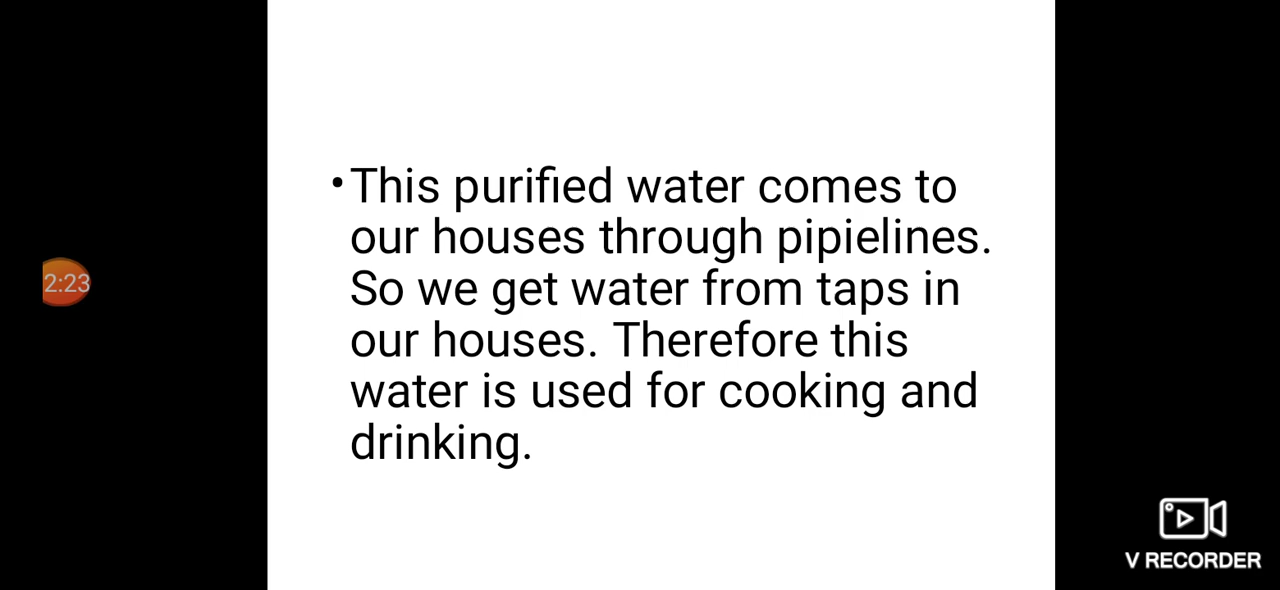 •This purified water comes to
our houses through pipielines.
So we get water from taps in
our houses. Therefore this
water is used for cooking and
drinking.
2:23
V RECORDER